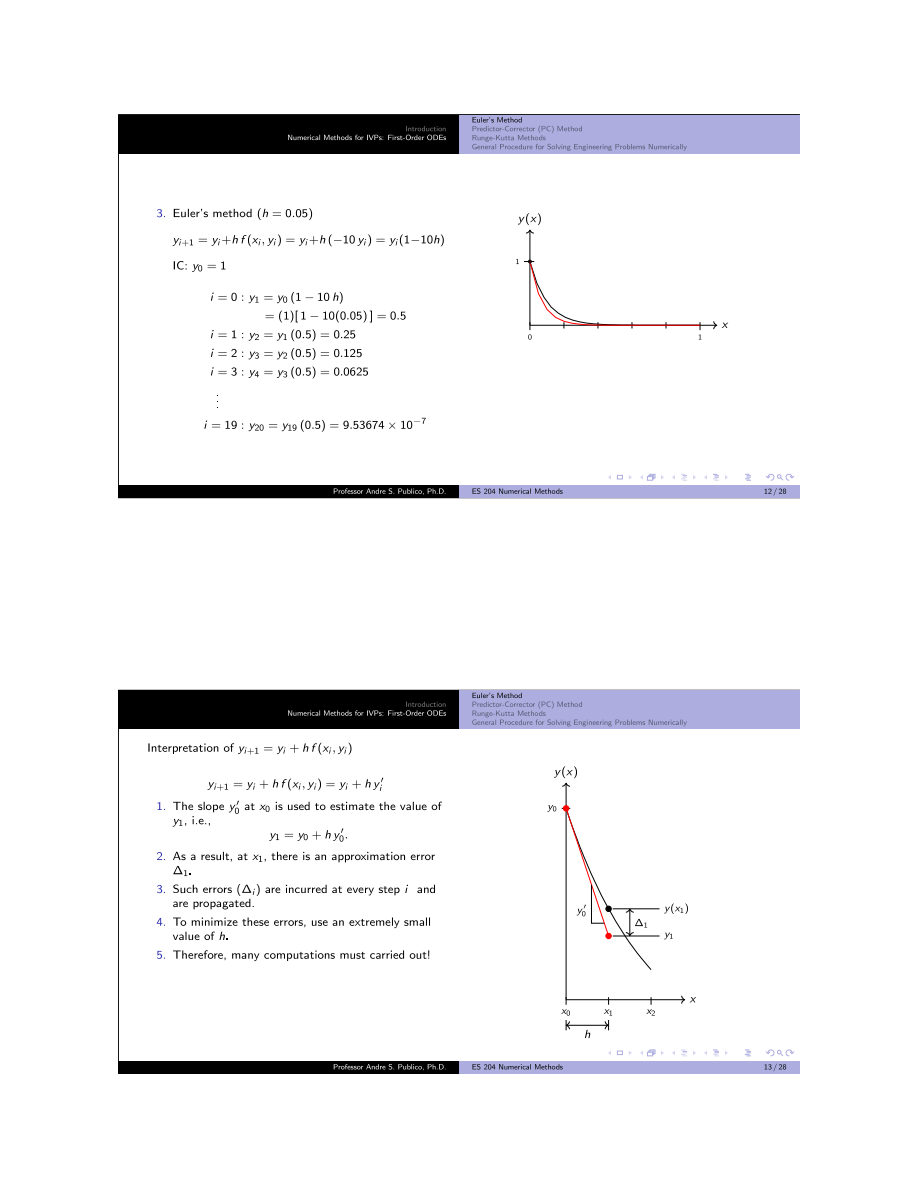 Introduction
Numerical Methods for IVPs: First-Order ODEs
Euler's Method
Predictor-Corrector (PC) Method
Runge-Kutta Methods
General Procedure for Solving Engineering Problems Numerically
3. Euler's method (h = 0.05)
y_{i+1} = y_i + h f(x_i, y_i) = y_i + h (−10 y_i) = y_i(1−10h)
IC: y_0 = 1
i = 0 : y_1 = y_0 (1 − 10 h)
= (1)[1 − 10(0.05)] = 0.5
i = 1 : y_2 = y_1 (0.5) = 0.25
i = 2 : y_3 = y_2 (0.5) = 0.125
i = 3 : y_4 = y_3 (0.5) = 0.0625
⋮
i = 19 : y_{20} = y_{19} (0.5) = 9.53674 × 10^{−7}
y(x)
1
x
0 1
Professor Andre S. Publico, Ph.D.
ES 204 Numerical Methods
12 / 28
Introduction
Numerical Methods for IVPs: First-Order ODEs
Euler's Method
Predictor-Corrector (PC) Method
Runge-Kutta Methods
General Procedure for Solving Engineering Problems Numerically
Interpretation of y_{i+1} = y_i + h f(x_i, y_i)
y_{i+1} = y_i + h f(x_i, y_i) = y_i + h y'_i
1. The slope y'_0 at x_0 is used to estimate the value of
y_1, i.e.,
y_1 = y_0 + h y'_0.
2. As a result, at x_1, there is an approximation error
Δ_1.
3. Such errors (Δ_i) are incurred at every step i and
are propagated.
4. To minimize these errors, use an extremely small
value of h.
5. Therefore, many computations must carried out!
y(x)
y_0
y(x_1)
y'_0
Δ_1
y_1
x
x_0 x_1 x_2
h
Professor Andre S. Publico, Ph.D.
ES 204 Numerical Methods
13 / 28